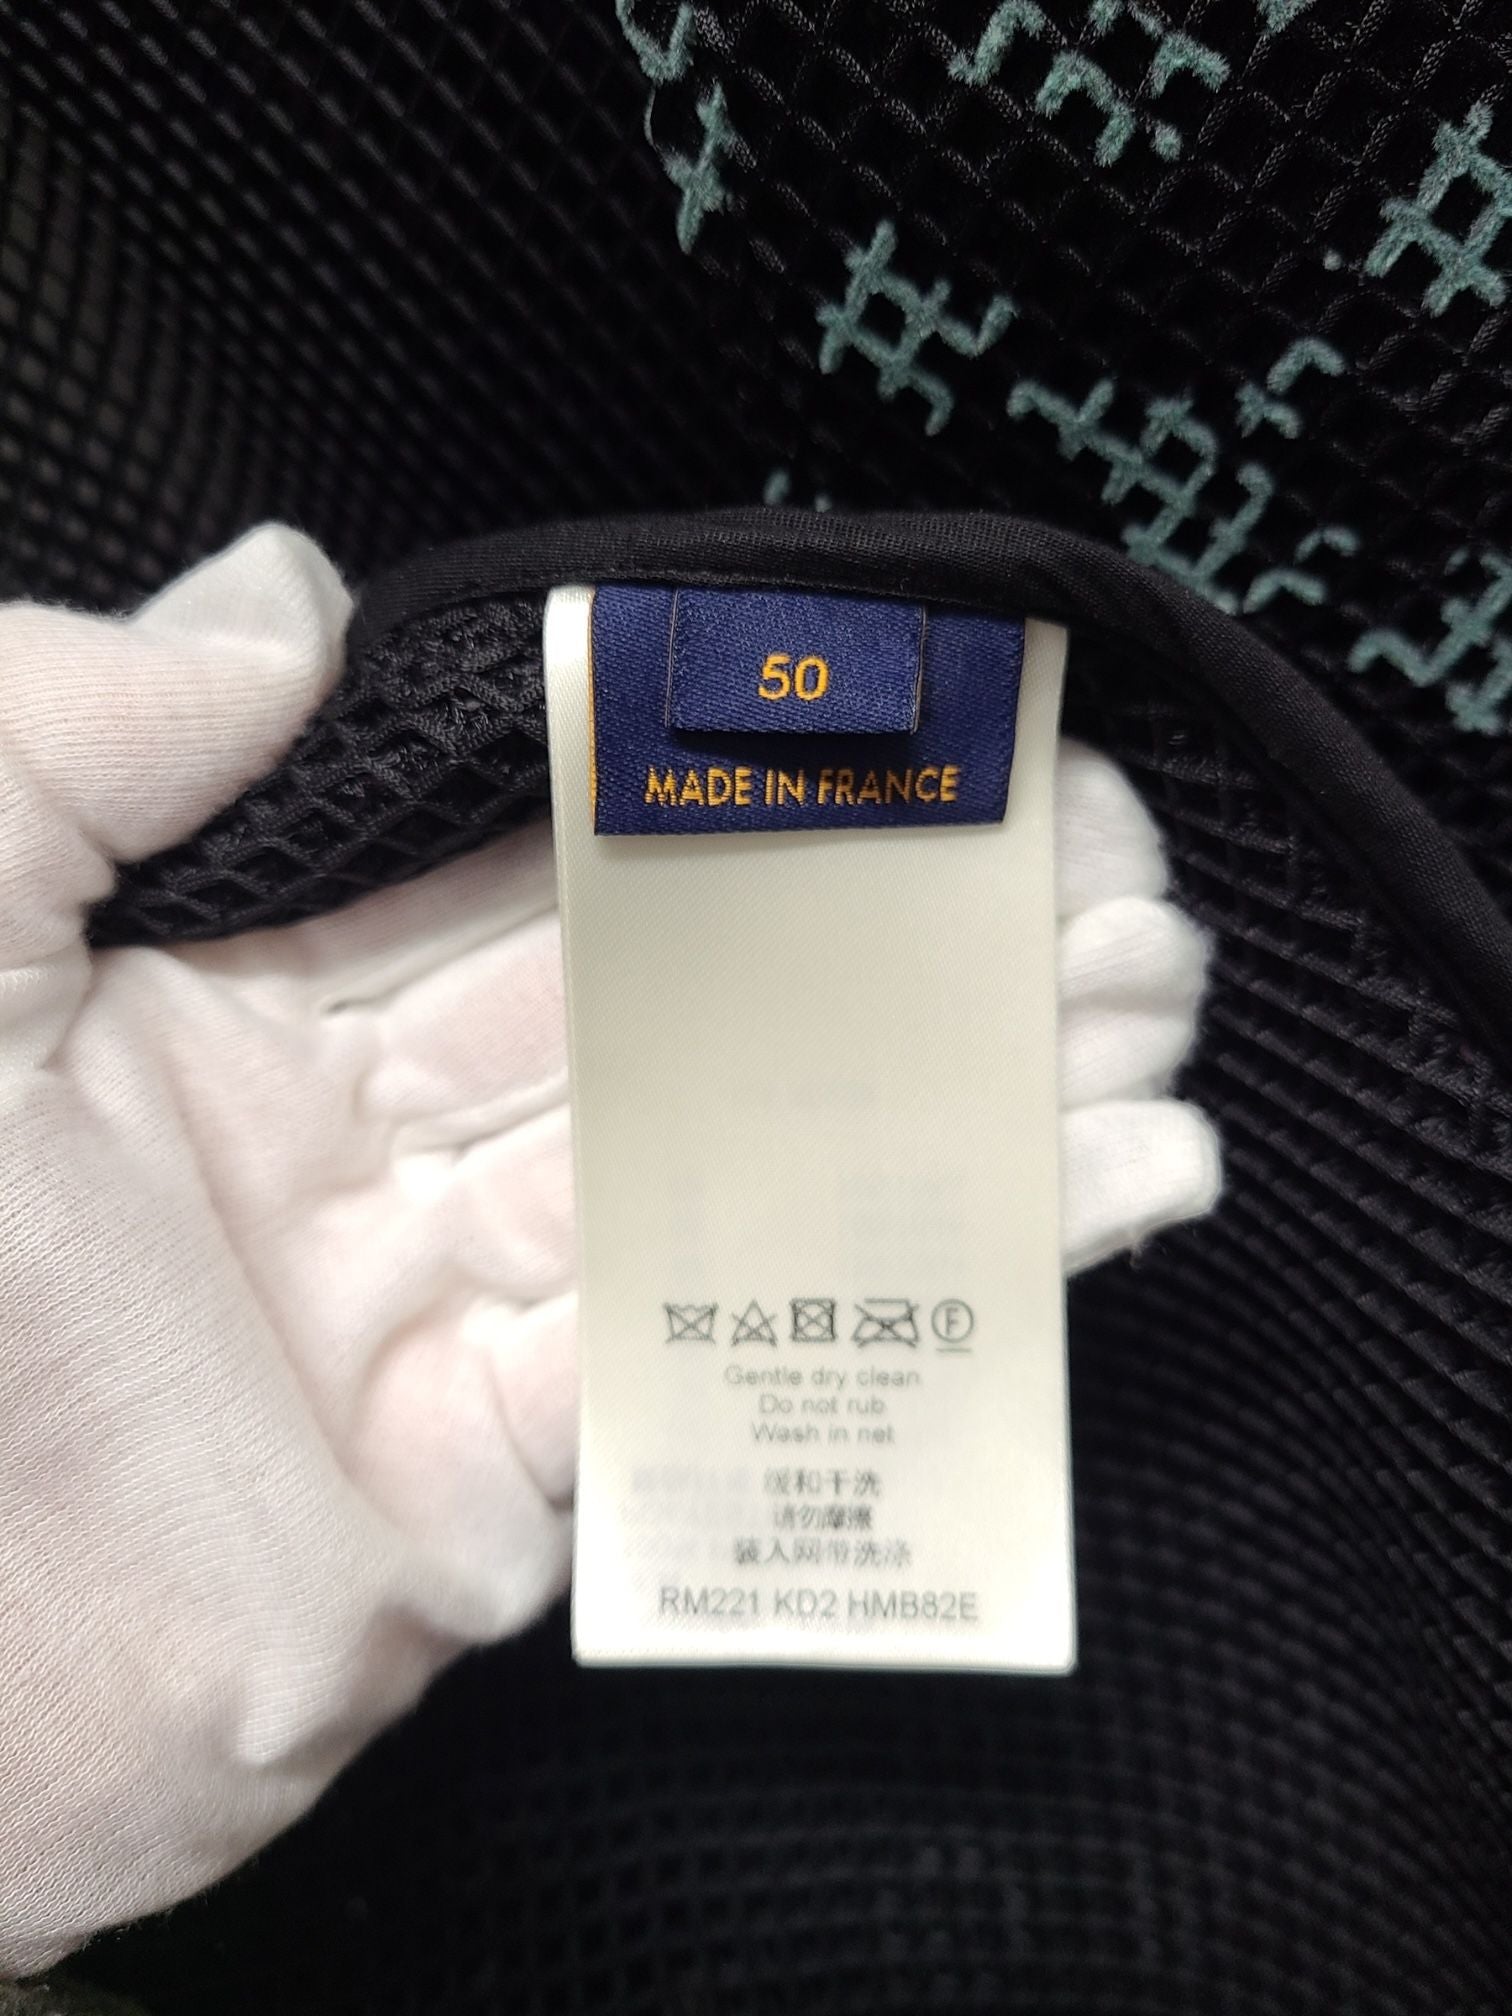 50
MADE IN FRANCE
F
Gentle dry clean
Do not rub
Wash in net
缓和干洗
请勿摩擦
装入网带洗涤
RM221 KD2 HMB82E